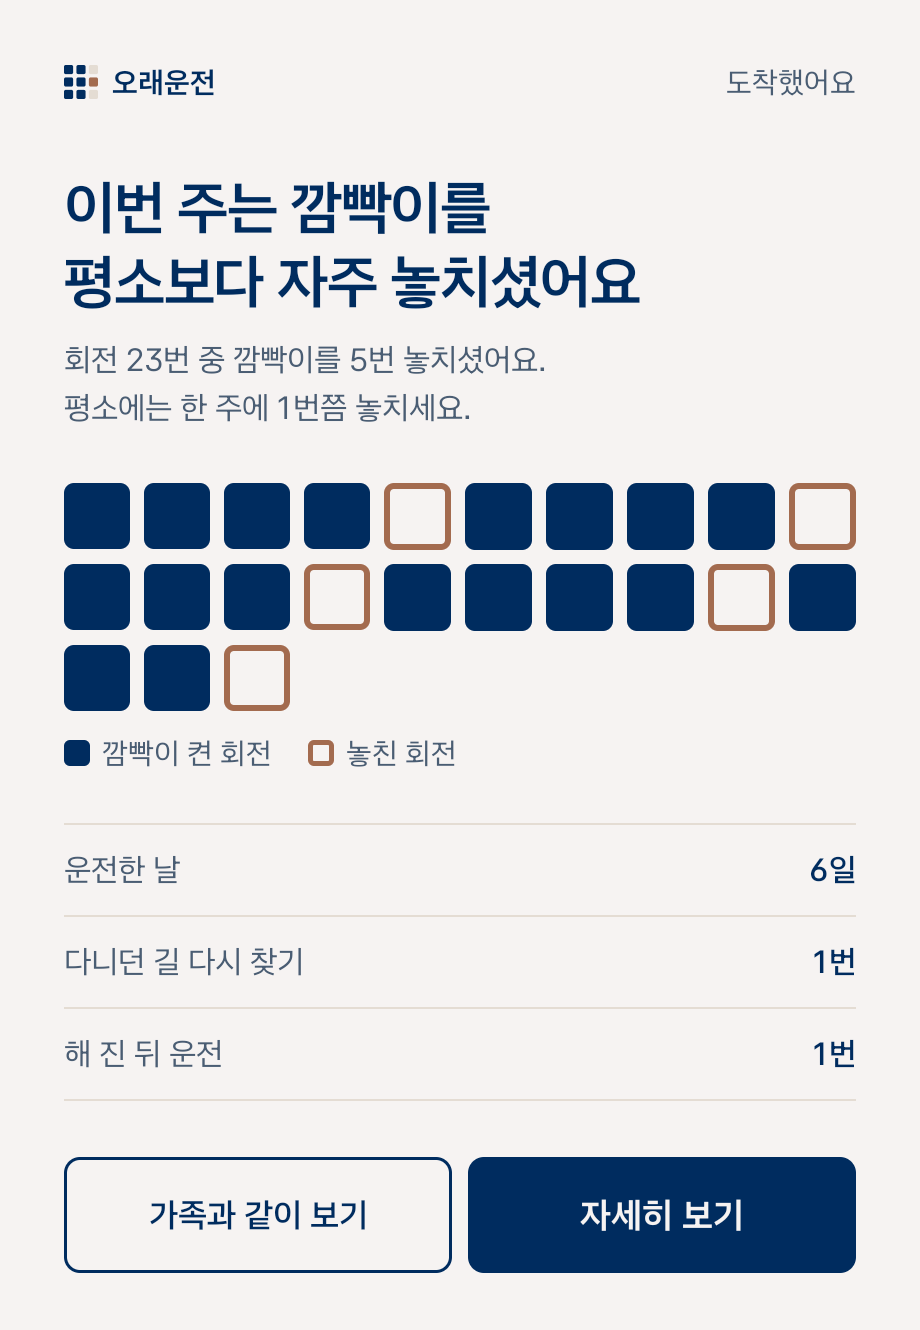 오래운전
도착했어요
이번 주는 깜빡이를
평소보다 자주 놓치셨어요
회전 23번 중 깜빡이를 5번 놓치셨어요.
평소에는 한 주에 1번쯤 놓치세요.
깜빡이 켠 회전
놓친 회전
운전한 날
6일
다니던 길 다시 찾기
1번
해 진 뒤 운전
1번
가족과 같이 보기
자세히 보기